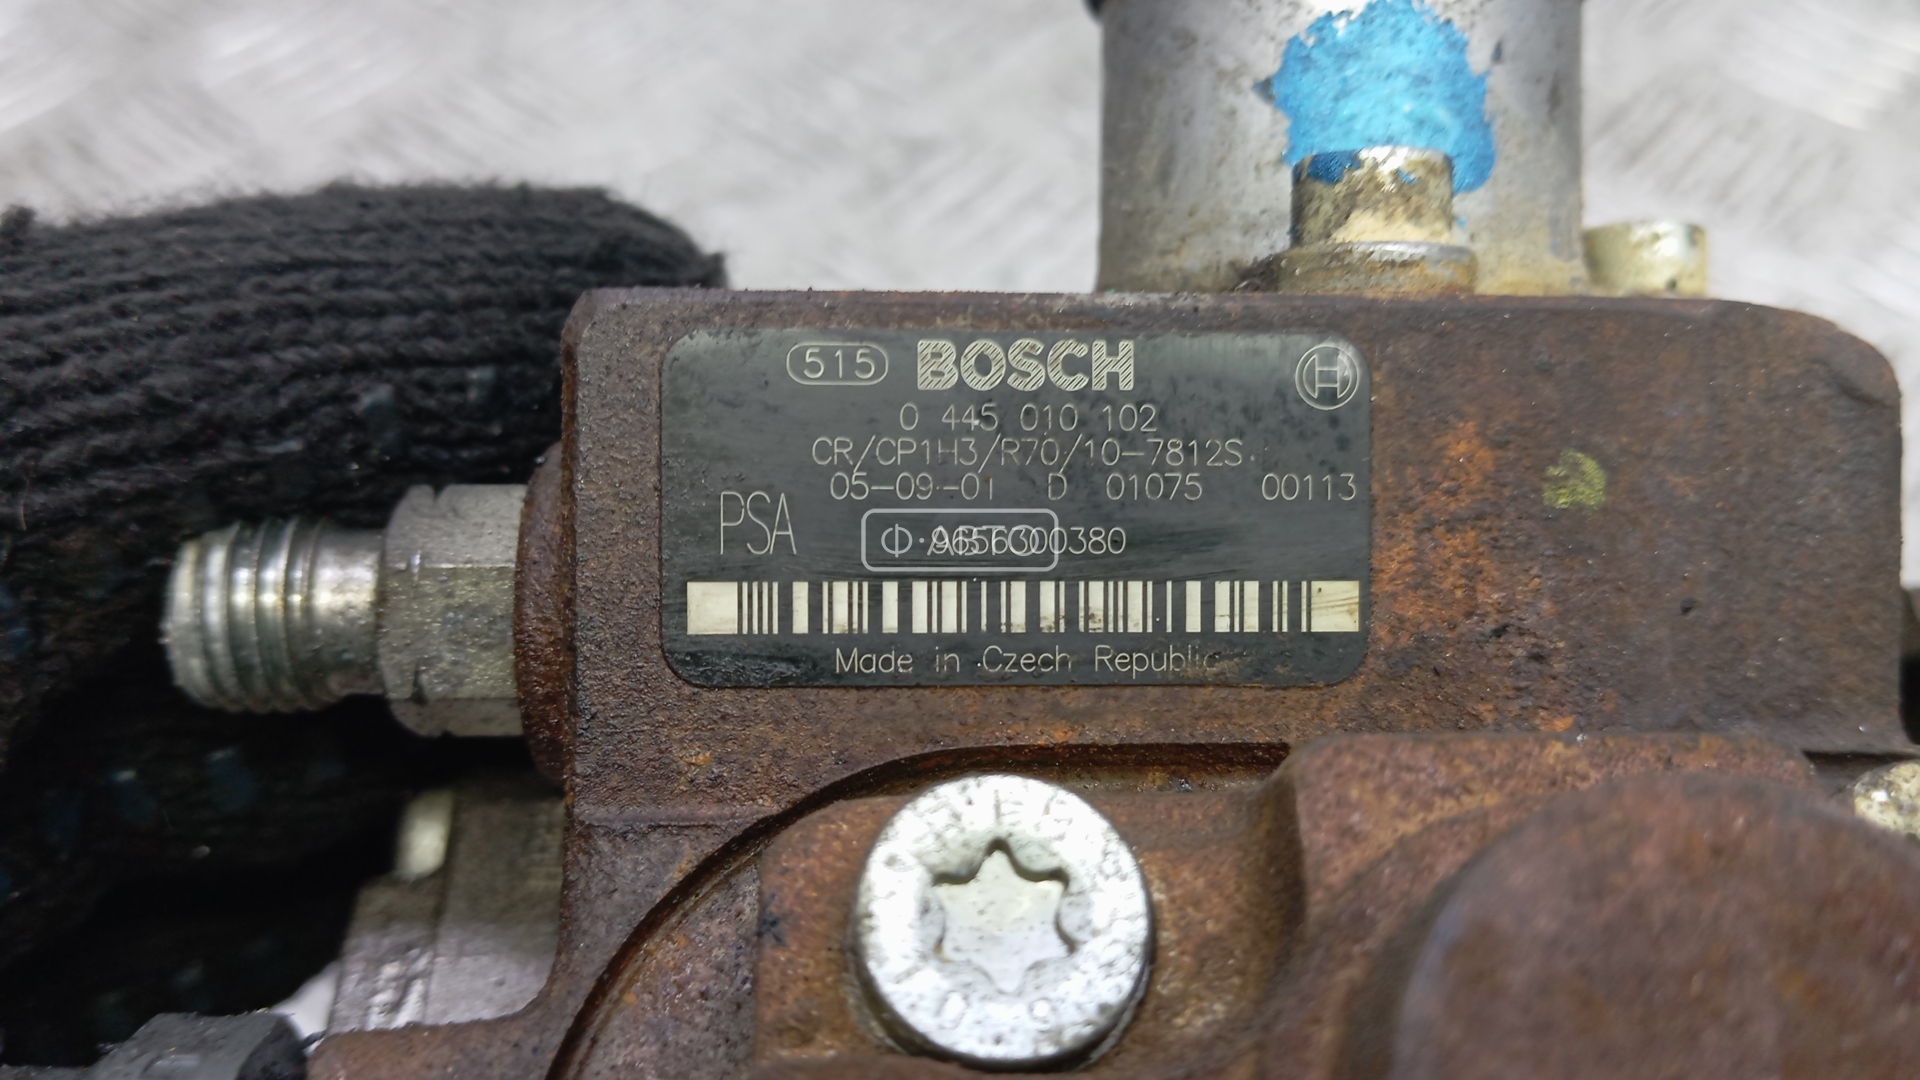 515 BOSCH
0 445 010 102
CR/CP1H3/R70/10-7812S
05-09-01 D 01075 00113
PSA 9656300380
Made in Czech Republic